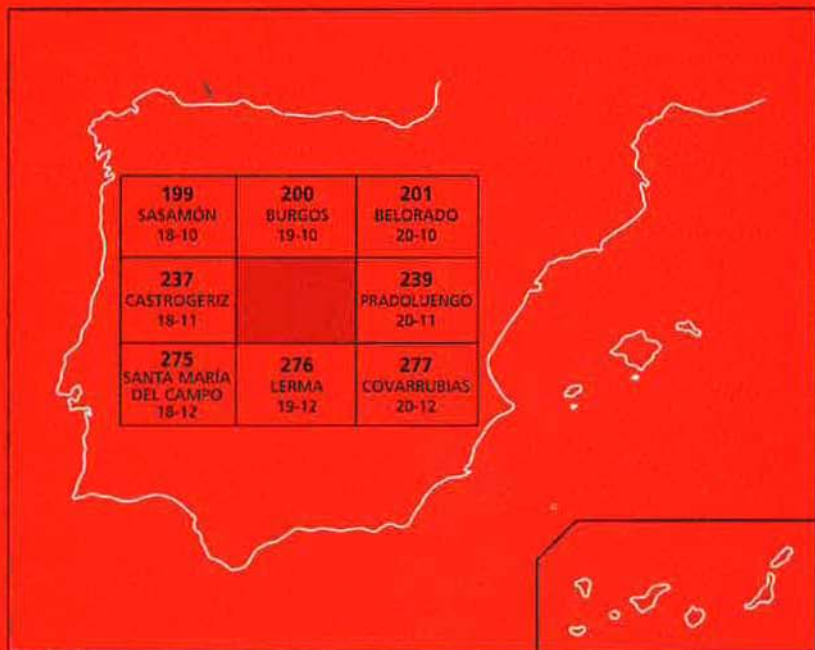 199
SASAMÓN
18-10
200
BURGOS
19-10
201
BELORADO
20-10
237
CASTROGERIZ
18-11
239
PRADOLUENGO
20-11
275
SANTA MARÍA
DEL CAMPO
18-12
276
LERMA
19-12
277
COVARRUBIAS
20-12